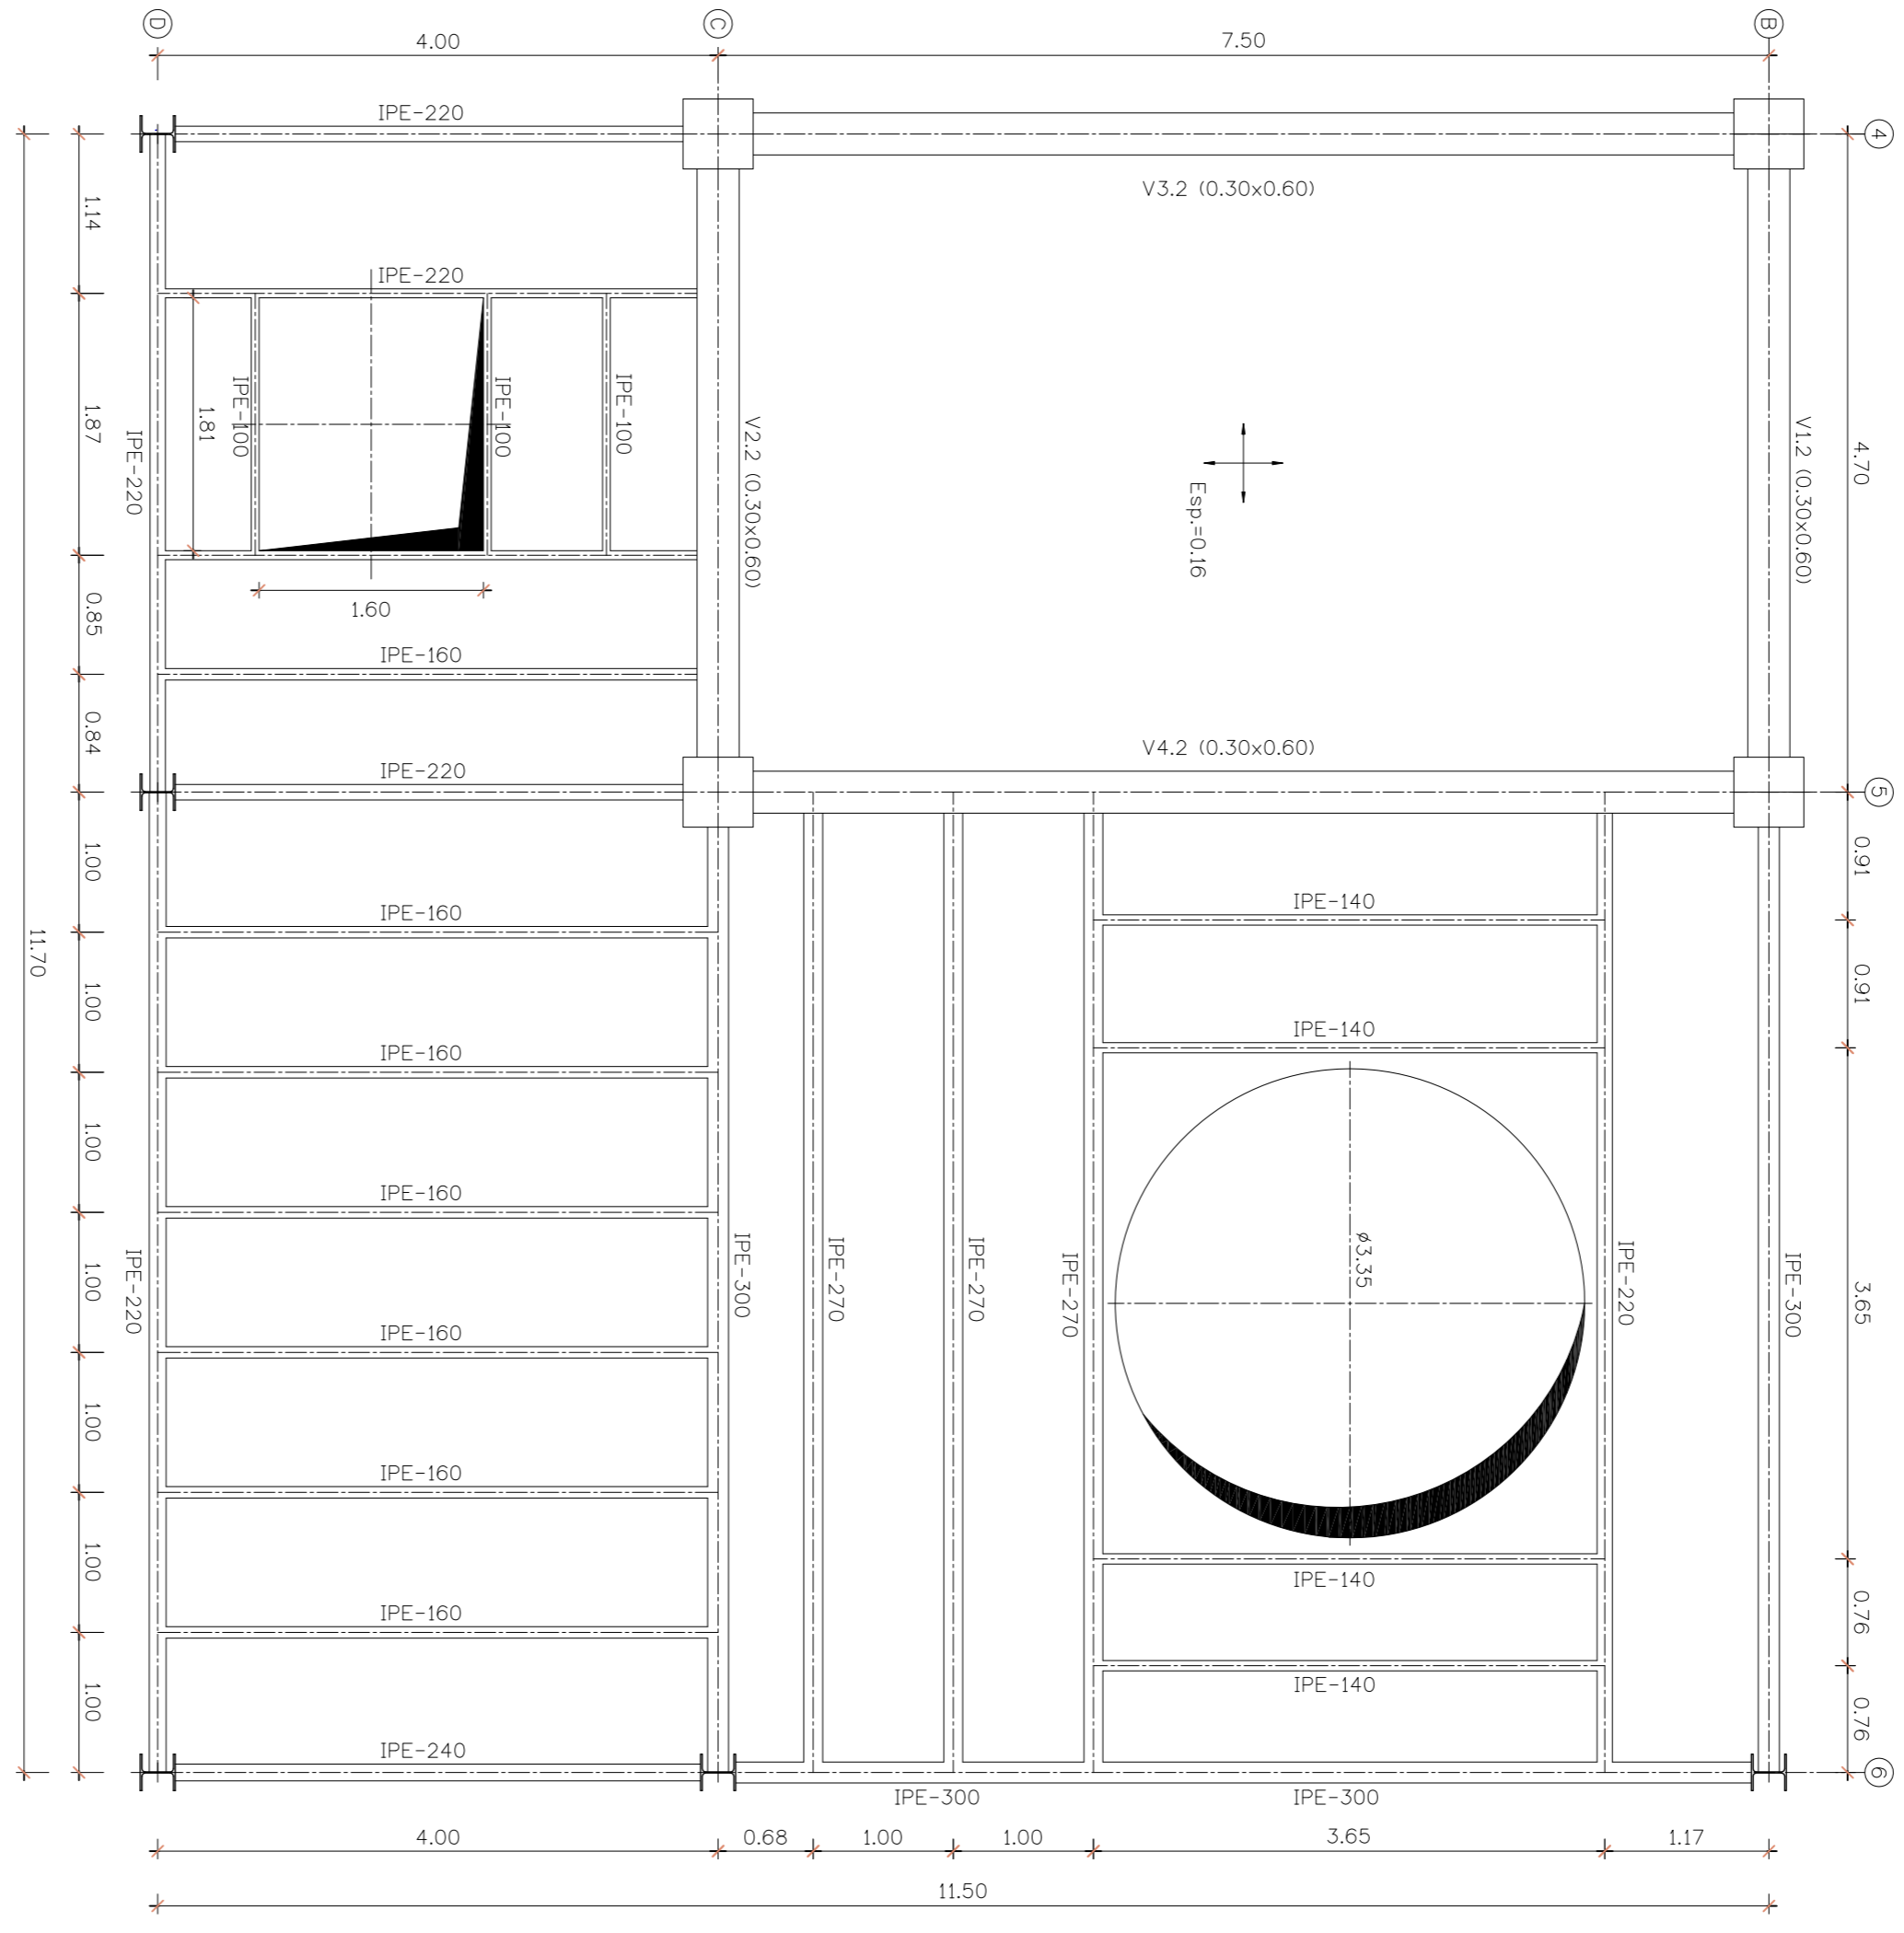 D
C
B
4.00
7.50
4
IPE-220
V3.2 (0.30x0.60)
1.14
IPE-220
IPE-100
IPE-100
IPE-100
1.81
1.87
IPE-220
V2.2 (0.30x0.60)
Esp.=0.16
V1.2 (0.30x0.60)
4.70
1.60
0.85
IPE-160
0.84
V4.2 (0.30x0.60)
IPE-220
5
1.00
0.91
IPE-140
IPE-160
11.70
1.00
0.91
IPE-140
IPE-160
1.00
IPE-160
IPE-220
IPE-300
IPE-270
IPE-270
IPE-270
ø3.35
IPE-220
IPE-300
3.65
1.00
IPE-160
1.00
IPE-160
1.00
IPE-140
IPE-160
0.76
1.00
IPE-140
0.76
IPE-240
6
IPE-300
IPE-300
4.00
0.68
1.00
1.00
3.65
1.17
11.50